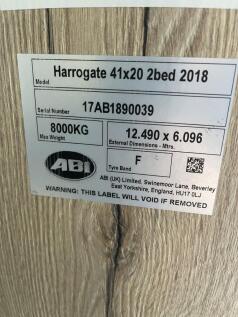 Harrogate 41x20 2bed 2018
Model
Serial Number 17AB1890039
8000KG
Max Weight
12.490 x 6.096
External Dimensions - Mtrs.
ABI
F
Tyre Band
ABI (UK) Limited, Swinemoor Lane, Beverley
East Yorkshire, England, HU17 0LJ
WARNING: THIS LABEL WILL VOID IF REMOVED